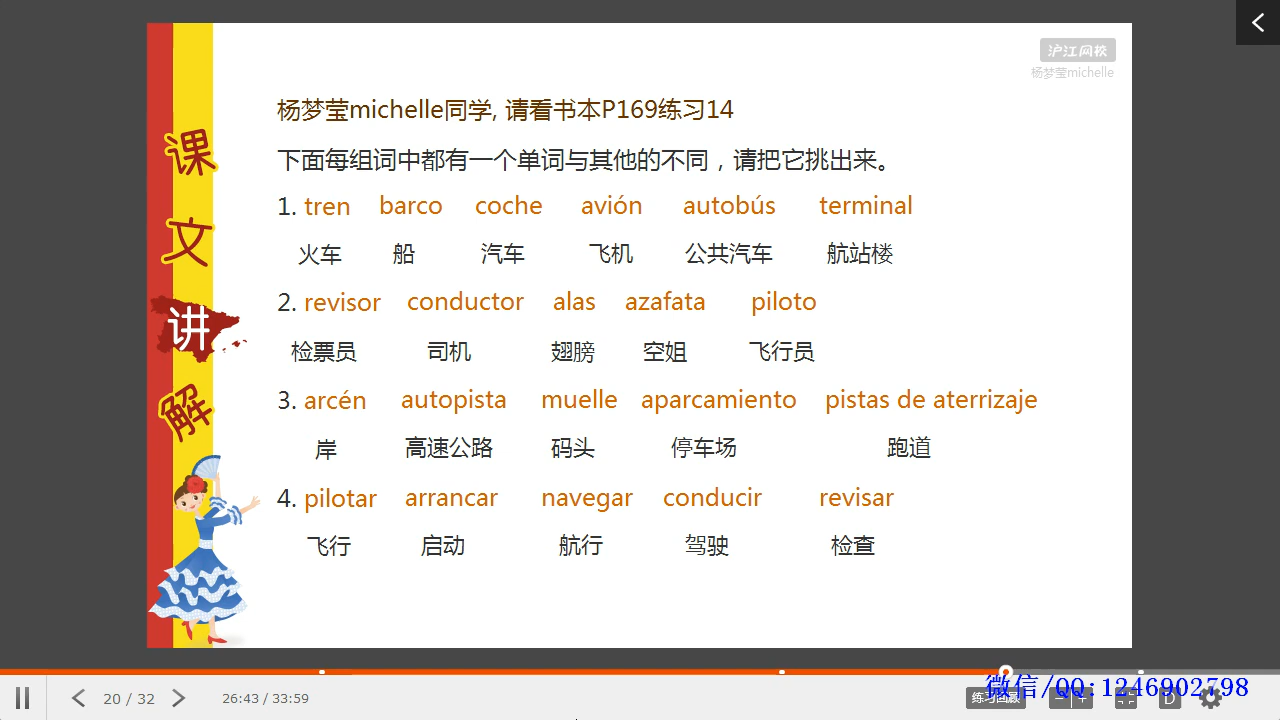 沪江网校
杨梦莹michelle
课文讲解
杨梦莹michelle同学, 请看书本P169练习14
下面每组词中都有一个单词与其他的不同，请把它挑出来。
1. tren barco coche avión autobús terminal
火车 船 汽车 飞机 公共汽车 航站楼
2. revisor conductor alas azafata piloto
检票员 司机 翅膀 空姐 飞行员
3. arcén autopista muelle aparcamiento pistas de aterrizaje
岸 高速公路 码头 停车场 跑道
4. pilotar arrancar navegar conducir revisar
飞行 启动 航行 驾驶 检查
20 / 32 26:43 / 33:59
微信/QQ:1246902798